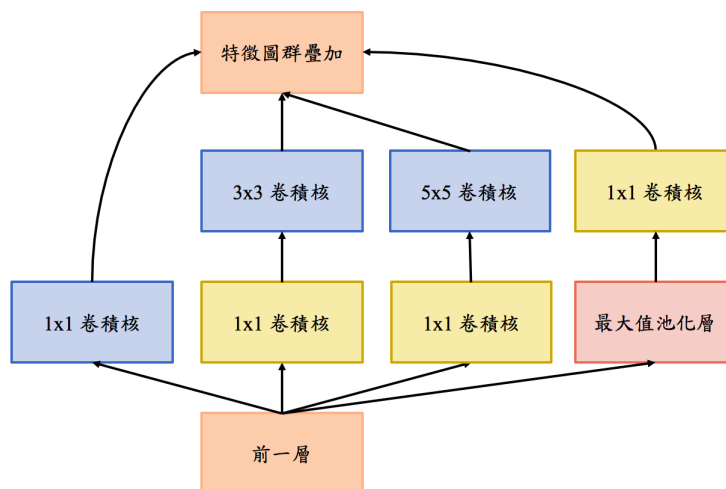 特徵圖群疊加
3x3 卷積核
5x5 卷積核
1x1 卷積核
1x1 卷積核
1x1 卷積核
1x1 卷積核
最大值池化層
前一層